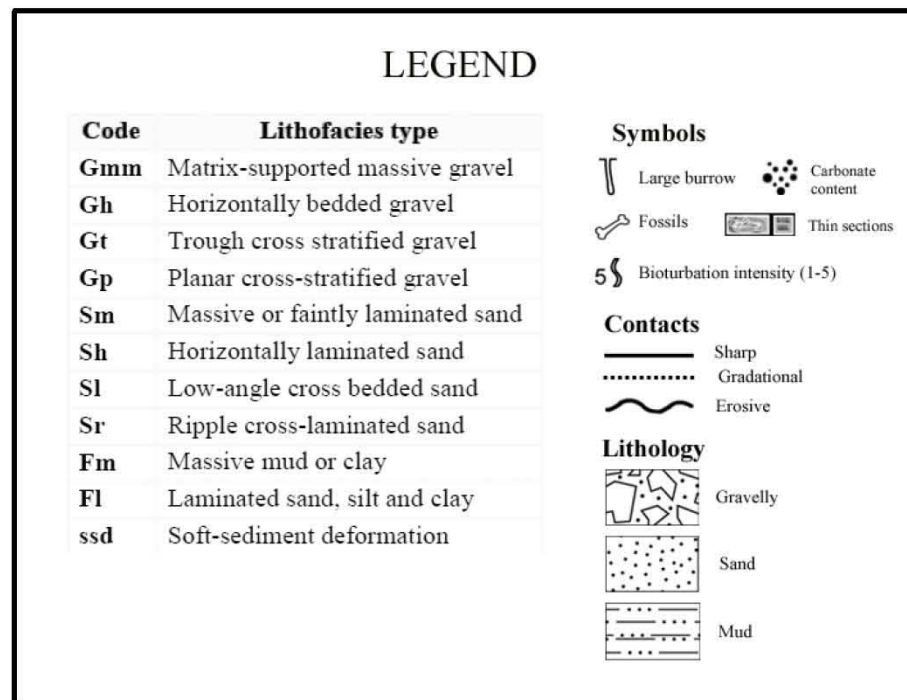 LEGEND
Code Lithofacies type
Gmm Matrix-supported massive gravel
Gh Horizontally bedded gravel
Gt Trough cross stratified gravel
Gp Planar cross-stratified gravel
Sm Massive or faintly laminated sand
Sh Horizontally laminated sand
Sl Low-angle cross bedded sand
Sr Ripple cross-laminated sand
Fm Massive mud or clay
Fl Laminated sand, silt and clay
ssd Soft-sediment deformation
Symbols
Large burrow
Carbonate
content
Fossils
Thin sections
5 Bioturbation intensity (1-5)
Contacts
Sharp
Gradational
Erosive
Lithology
Gravelly
Sand
Mud